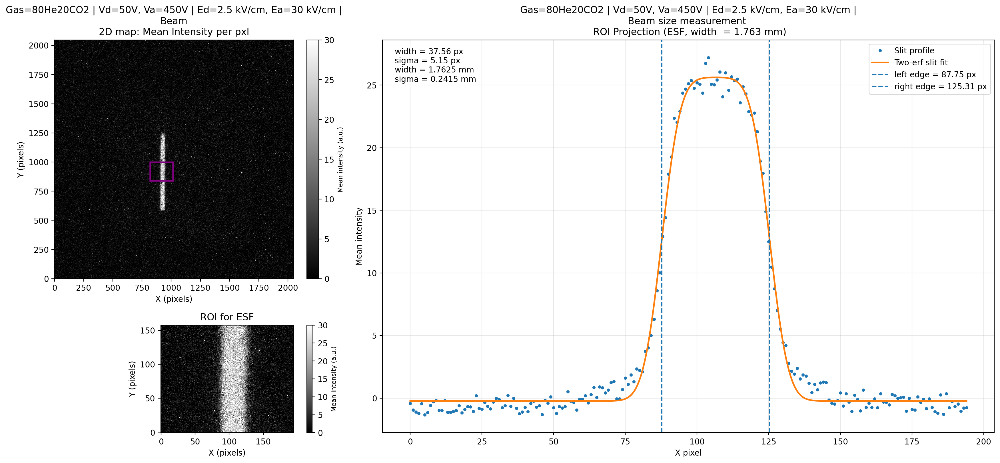 Gas=80He20CO2 | Vd=50V, Va=450V | Ed=2.5 kV/cm, Ea=30 kV/cm |
Beam
2D map: Mean Intensity per pxl
2000
1750
1500
1250
1000
750
500
250
0
Y (pixels)
0 250 500 750 1000 1250 1500 1750 2000
X (pixels)
30
25
20
15
10
5
0
Mean intensity (a.u.)
ROI for ESF
150
100
50
0
Y (pixels)
0 50 100 150
X (pixels)
30
25
20
15
10
5
0
Mean intensity (a.u.)
Gas=80He20CO2 | Vd=50V, Va=450V | Ed=2.5 kV/cm, Ea=30 kV/cm |
Beam size measurement
ROI Projection (ESF, width = 1.763 mm)
width = 37.56 px
sigma = 5.15 px
width = 1.7625 mm
sigma = 0.2415 mm
Slit profile
Two-erf slit fit
left edge = 87.75 px
right edge = 125.31 px
25
20
15
10
5
0
Mean intensity
0 25 50 75 100 125 150 175 200
X pixel